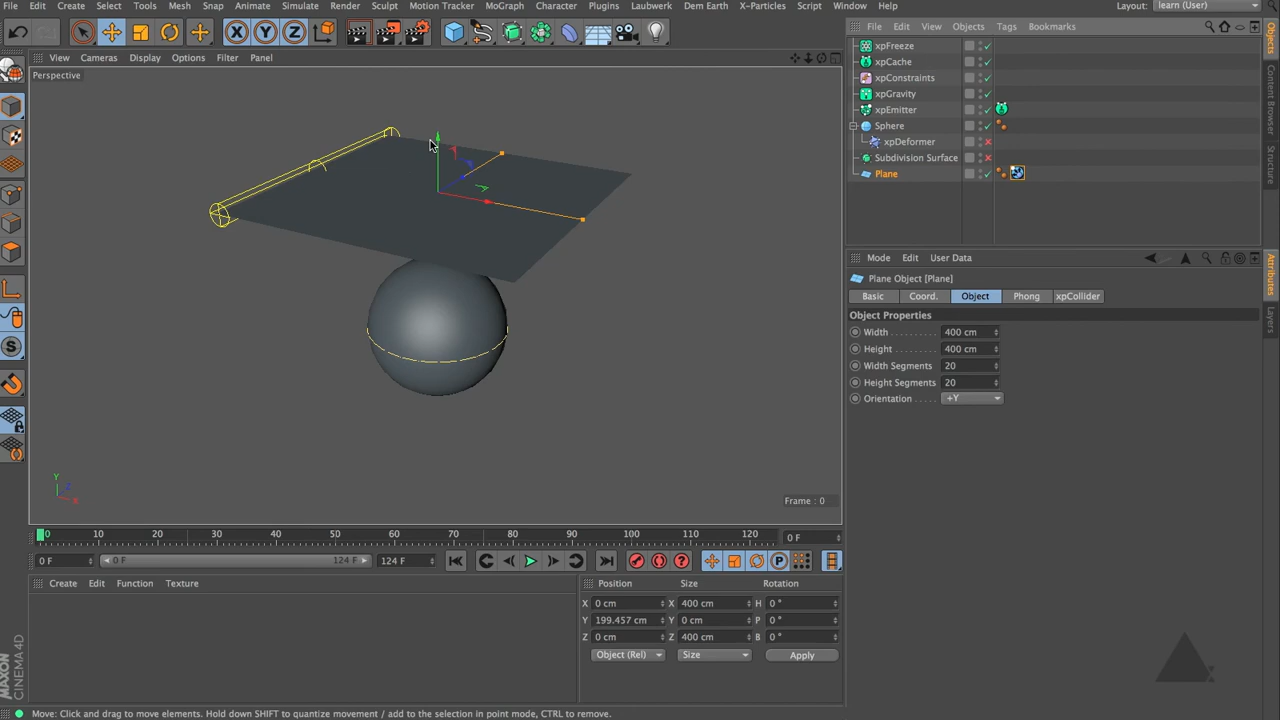 File Edit Create Select Tools Mesh Snap Animate Simulate Render Sculpt Motion Tracker MoGraph Character Plugins Laubwerk Dem Earth X-Particles Script Window Help Layout: learn (User)
File Edit View Objects Tags Bookmarks
View Cameras Display Options Filter Panel
Perspective
xpFreeze
xpCache
xpConstraints
xpGravity
xpEmitter
Sphere
xpDeformer
Subdivision Surface
Plane
Objects
Content Browser
Structure
Mode Edit User Data
Plane Object [Plane]
Basic Coord. Object Phong xpCollider
Object Properties
Width 400 cm
Height 400 cm
Width Segments 20
Height Segments 20
Orientation +Y
Attributes
Layers
X Y Z
S
Y
Z
X
Frame : 0
0 10 20 30 40 50 60 70 80 90 100 110 120 0 F
0 F 0 F 124 F 124 F
P
Create Edit Function Texture
Position Size Rotation
X 0 cm X 400 cm H 0 °
Y 199.457 cm Y 0 cm P 0 °
Z 0 cm Z 400 cm B 0 °
Object (Rel) Size Apply
MAXON
CINEMA 4D
Move: Click and drag to move elements. Hold down SHIFT to quantize movement / add to the selection in point mode, CTRL to remove.